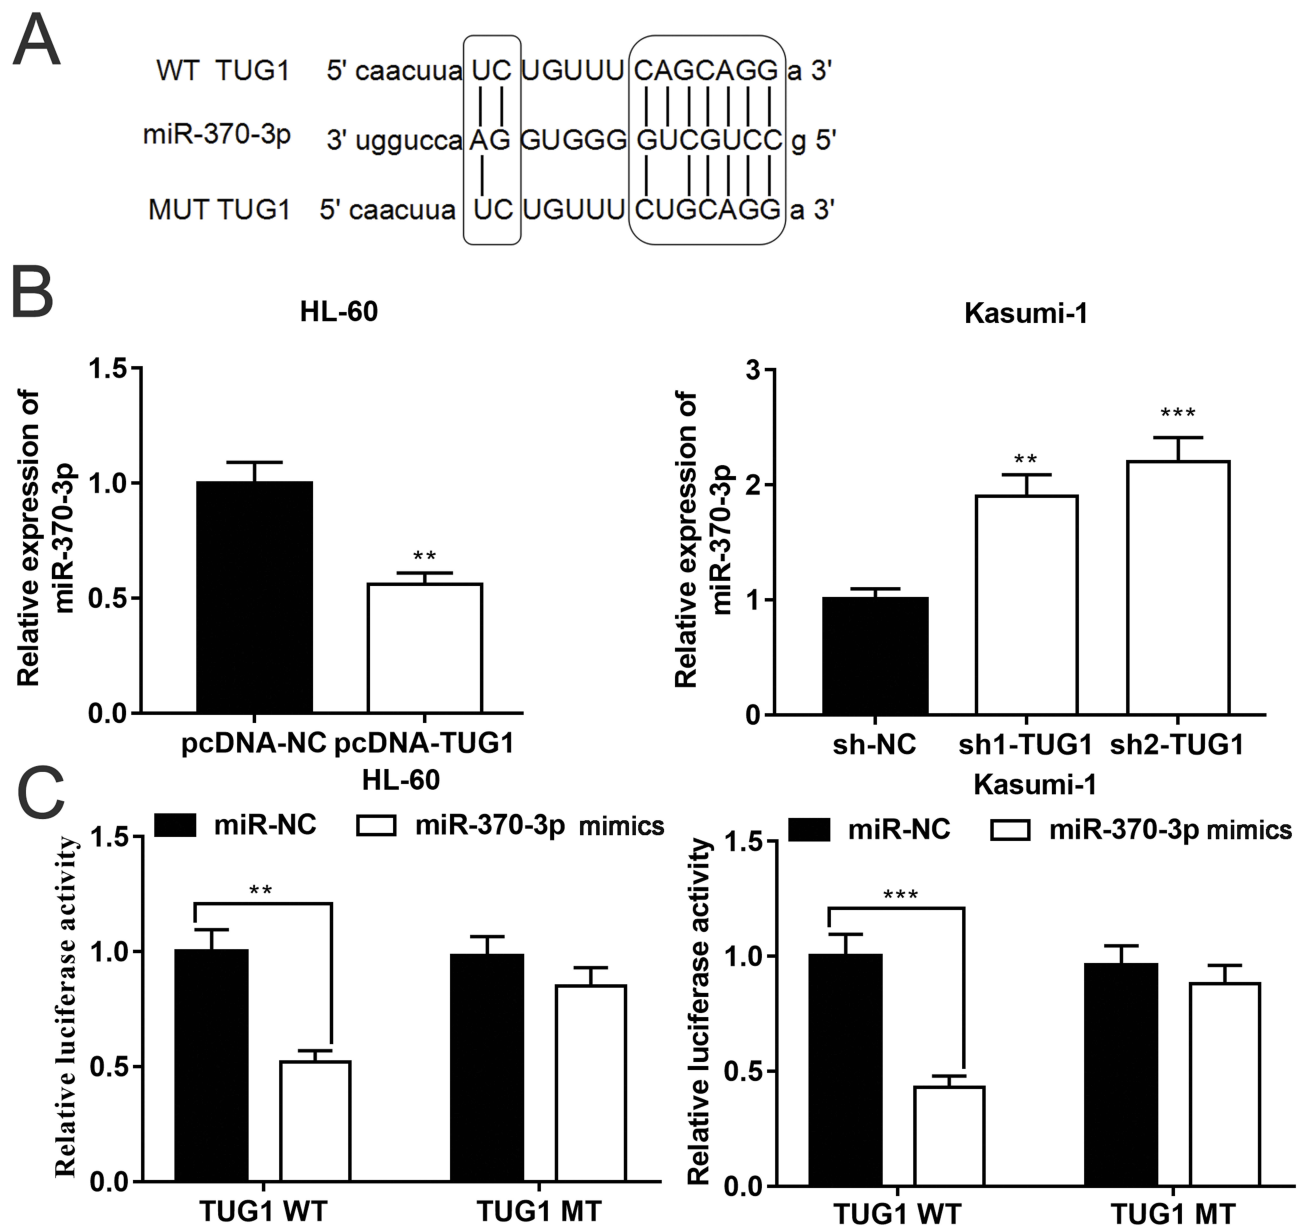 A
WT TUG1 5' caacuua UC UGUUU CAGCAGG a 3'
miR-370-3p 3' uggucca AG GUGGG GUCGUCC g 5'
MUT TUG1 5' caacuua UC UGUUU CUGCAGG a 3'
B
HL-60
Relative expression of
miR-370-3p
1.5
1.0
0.5
0.0
**
pcDNA-NC pcDNA-TUG1
Kasumi-1
Relative expression of
miR-370-3p
3
2
1
0
**
***
sh-NC sh1-TUG1 sh2-TUG1
C
HL-60
miR-NC miR-370-3p mimics
Relative luciferase activity
1.5
1.0
0.5
0.0
**
TUG1 WT TUG1 MT
Kasumi-1
miR-NC miR-370-3p mimics
Relative luciferase activity
1.5
1.0
0.5
0.0
***
TUG1 WT TUG1 MT